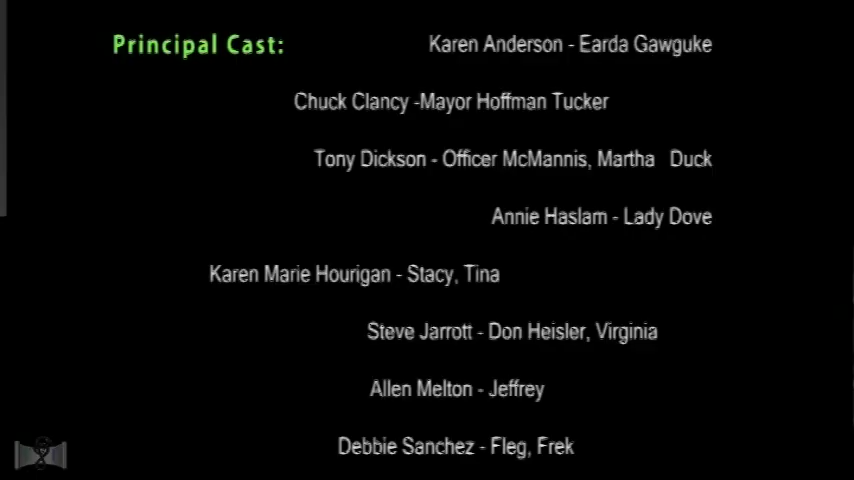 Principal Cast: Karen Anderson - Earda Gawguke
Chuck Clancy -Mayor Hoffman Tucker
Tony Dickson - Officer McMannis, Martha Duck
Annie Haslam - Lady Dove
Karen Marie Hourigan - Stacy, Tina
Steve Jarrott - Don Heisler, Virginia
Allen Melton - Jeffrey
Debbie Sanchez - Fleg, Frek